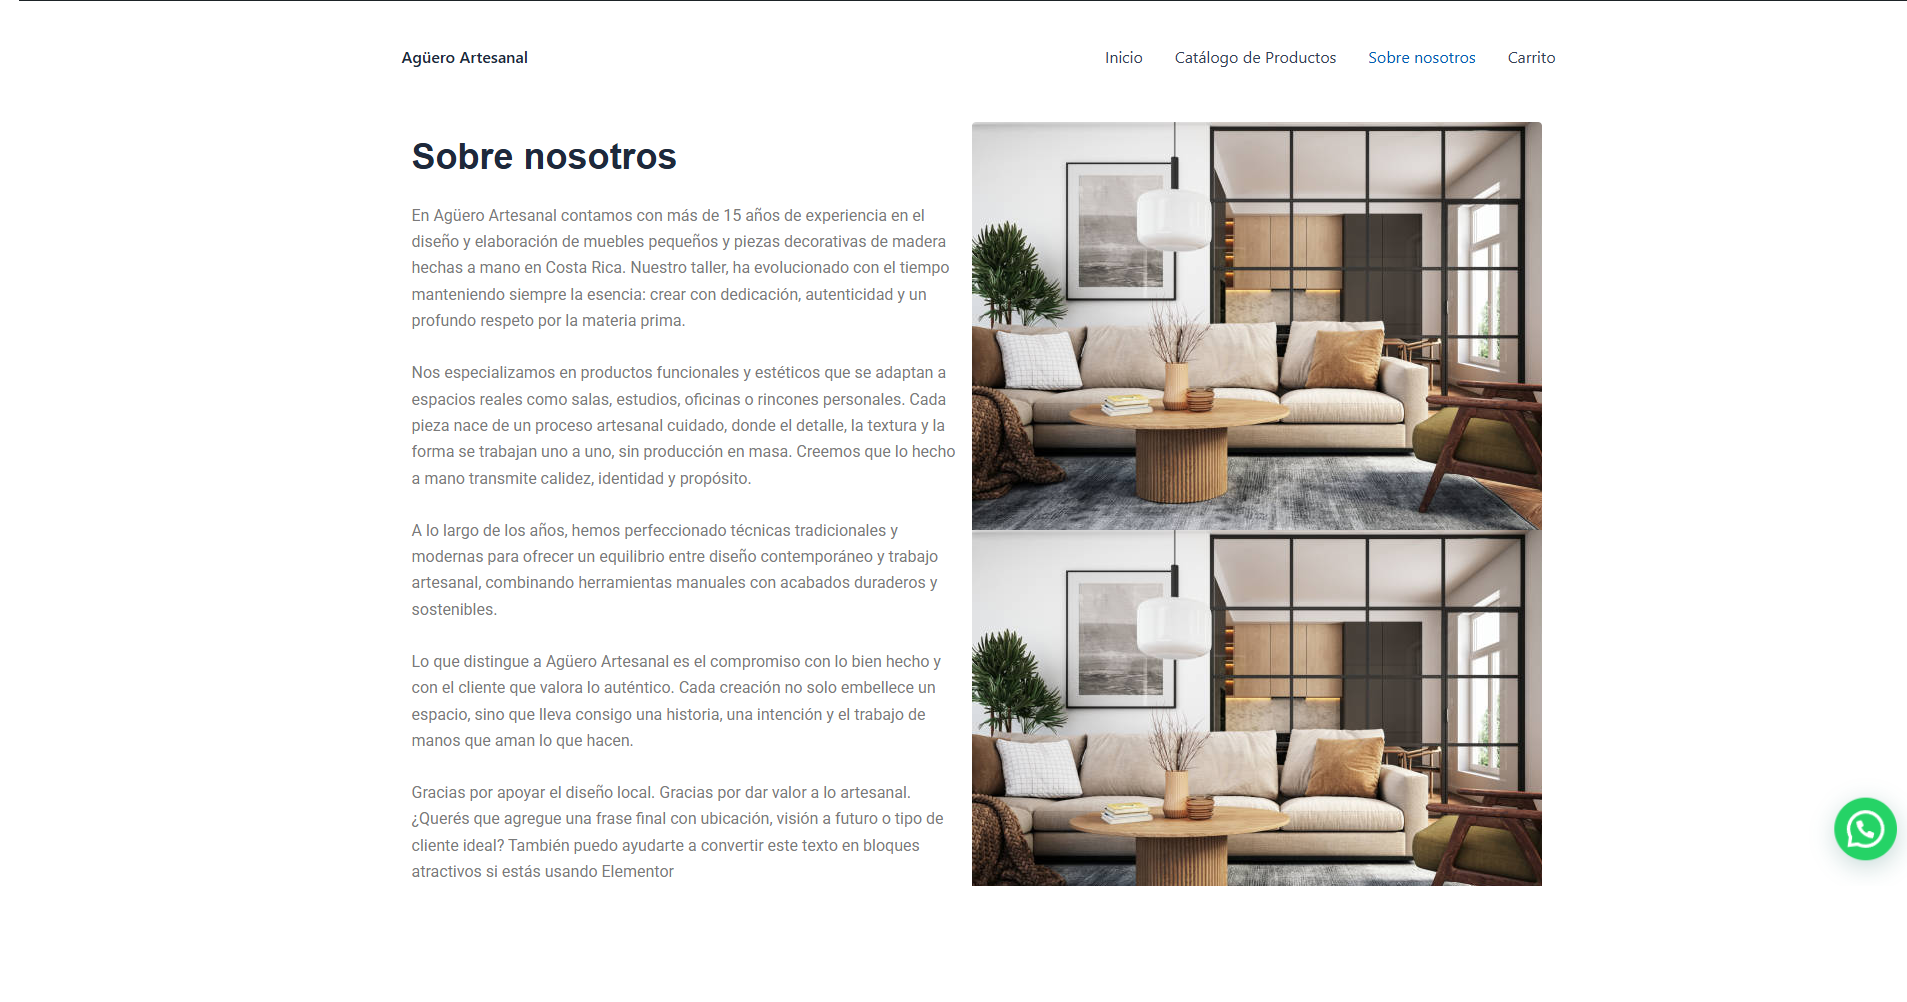 Agüero Artesanal
Inicio Catálogo de Productos Sobre nosotros Carrito
Sobre nosotros
En Agüero Artesanal contamos con más de 15 años de experiencia en el
diseño y elaboración de muebles pequeños y piezas decorativas de madera
hechas a mano en Costa Rica. Nuestro taller, ha evolucionado con el tiempo
manteniendo siempre la esencia: crear con dedicación, autenticidad y un
profundo respeto por la materia prima.
Nos especializamos en productos funcionales y estéticos que se adaptan a
espacios reales como salas, estudios, oficinas o rincones personales. Cada
pieza nace de un proceso artesanal cuidado, donde el detalle, la textura y la
forma se trabajan uno a uno, sin producción en masa. Creemos que lo hecho
a mano transmite calidez, identidad y propósito.
A lo largo de los años, hemos perfeccionado técnicas tradicionales y
modernas para ofrecer un equilibrio entre diseño contemporáneo y trabajo
artesanal, combinando herramientas manuales con acabados duraderos y
sostenibles.
Lo que distingue a Agüero Artesanal es el compromiso con lo bien hecho y
con el cliente que valora lo auténtico. Cada creación no solo embellece un
espacio, sino que lleva consigo una historia, una intención y el trabajo de
manos que aman lo que hacen.
Gracias por apoyar el diseño local. Gracias por dar valor a lo artesanal.
¿Querés que agregue una frase final con ubicación, visión a futuro o tipo de
cliente ideal? También puedo ayudarte a convertir este texto en bloques
atractivos si estás usando Elementor